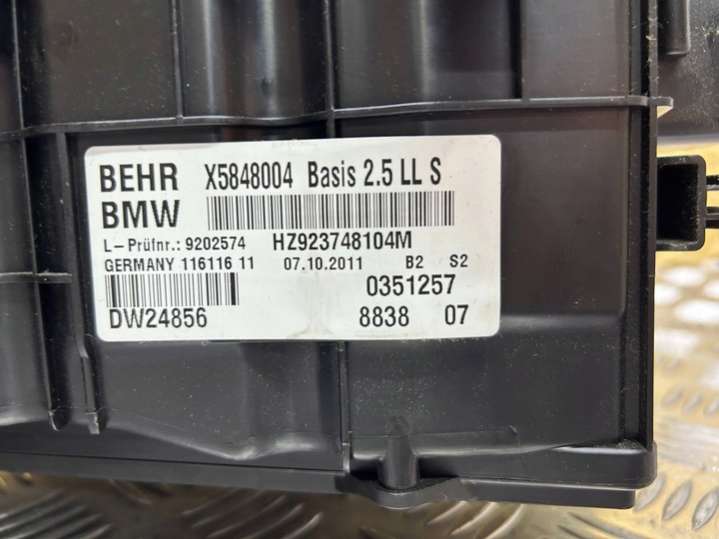 BEHR X5848004 Basis 2.5 LL S
BMW
L-Prüfnr.: 9202574 HZ923748104M
GERMANY 116116 11 07.10.2011 B2 S2
0351257
DW24856 8838 07